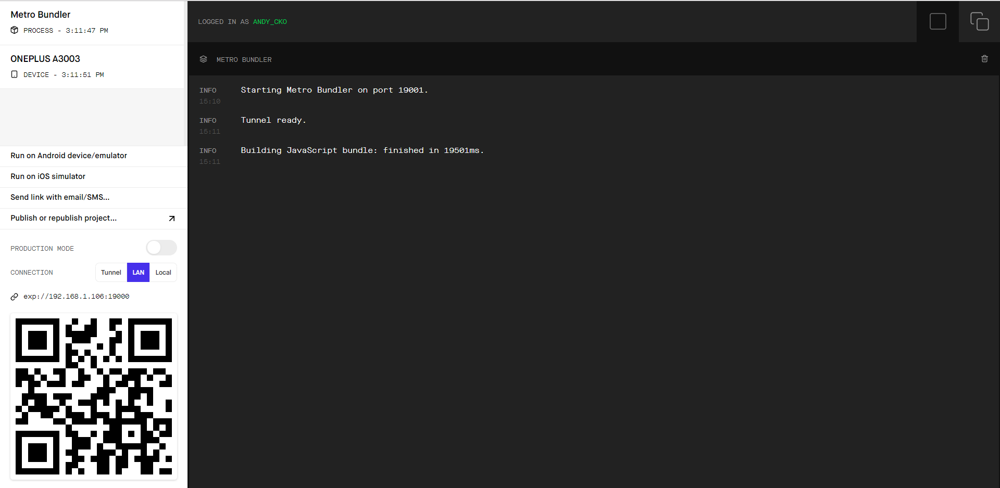 Metro Bundler
PROCESS - 3:11:47 PM
ONEPLUS A3003
DEVICE - 3:11:51 PM
Run on Android device/emulator
Run on iOS simulator
Send link with email/SMS...
Publish or republish project...
PRODUCTION MODE
CONNECTION Tunnel LAN Local
exp://192.168.1.106:19000
LOGGED IN AS ANDY_CKO
METRO BUNDLER
INFO Starting Metro Bundler on port 19001.
15:10
INFO Tunnel ready.
15:11
INFO Building JavaScript bundle: finished in 19501ms.
15:11